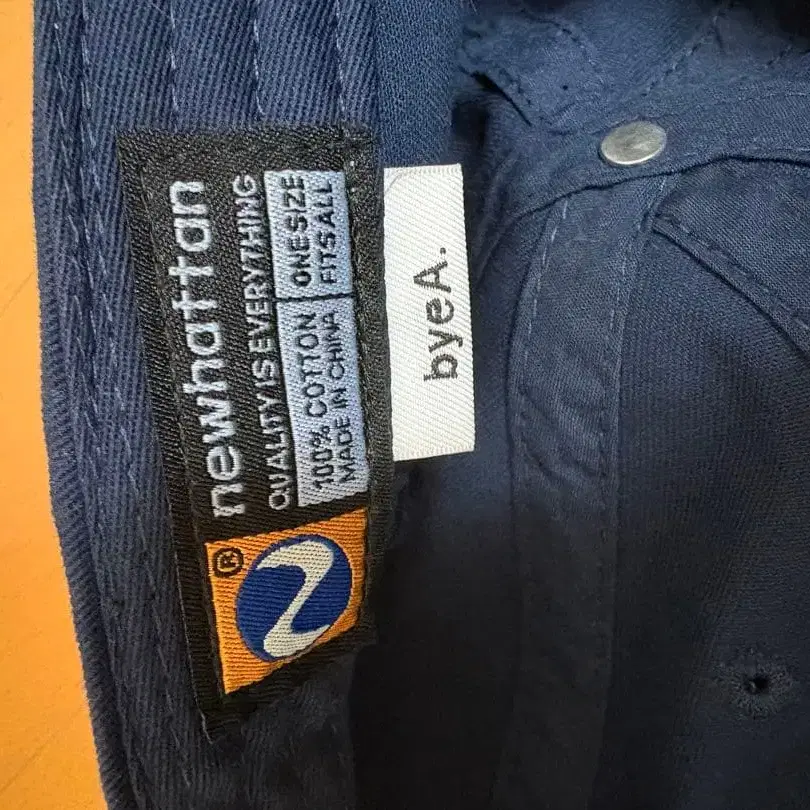 newhattan
QUALITY IS EVERYTHING
100% COTTON
MADE IN CHINA
ONE SIZE
FITS ALL
®
byeA.